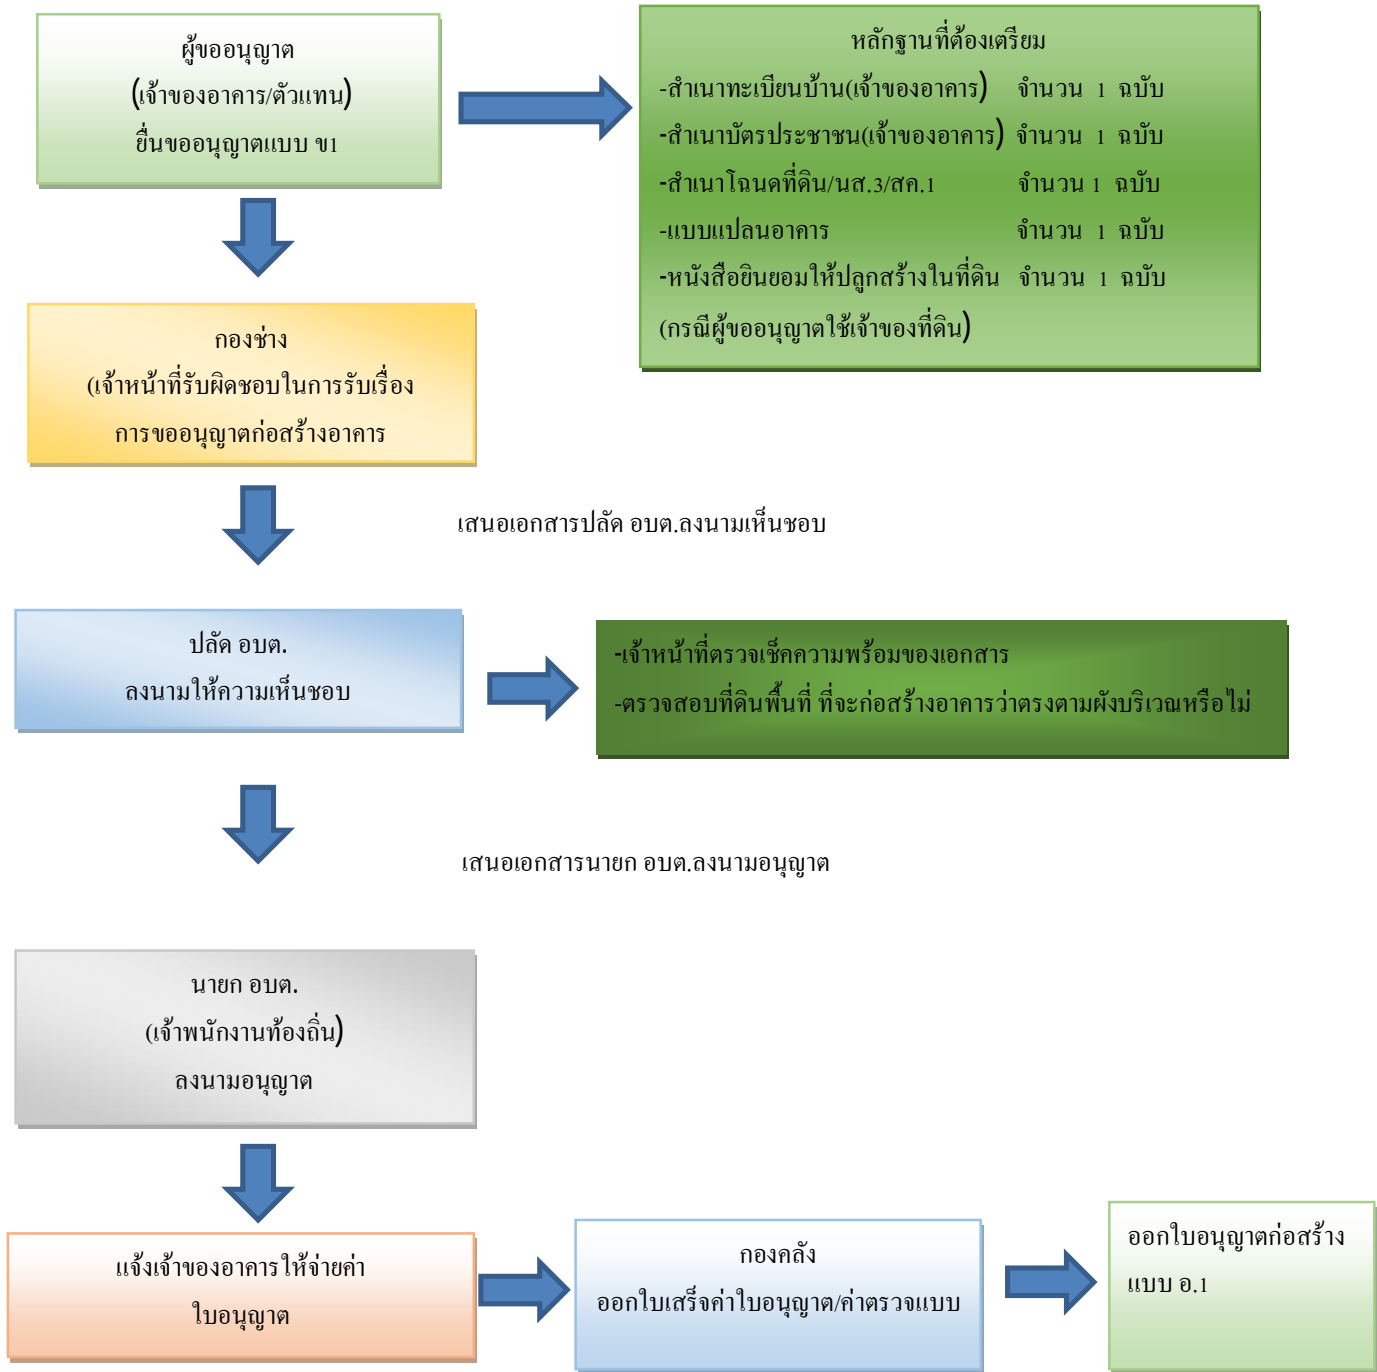 ผู้ขออนุญาต
(เจ้าของอาคาร/ตัวแทน)
ยื่นขออนุญาตแบบ ข1
หลักฐานที่ต้องเตรียม
-สำเนาทะเบียนบ้าน(เจ้าของอาคาร) จำนวน 1 ฉบับ
-สำเนาบัตรประชาชน(เจ้าของอาคาร) จำนวน 1 ฉบับ
-สำเนาโฉนดที่ดิน/นส.3/สค.1 จำนวน 1 ฉบับ
-แบบแปลนอาคาร จำนวน 1 ฉบับ
-หนังสือยินยอมให้ปลูกสร้างในที่ดิน จำนวน 1 ฉบับ
(กรณีผู้ขออนุญาตใช้เจ้าของที่ดิน)
กองช่าง
(เจ้าหน้าที่รับผิดชอบในการรับเรื่อง
การขออนุญาตก่อสร้างอาคาร
เสนอเอกสารปลัด อบต.ลงนามเห็นชอบ
ปลัด อบต.
ลงนามให้ความเห็นชอบ
-เจ้าหน้าที่ตรวจเช็คความพร้อมของเอกสาร
-ตรวจสอบที่ดินพื้นที่ ที่จะก่อสร้างอาคารว่าตรงตามผังบริเวณหรือไม่
เสนอเอกสารนายก อบต.ลงนามอนุญาต
นายก อบต.
(เจ้าพนักงานท้องถิ่น)
ลงนามอนุญาต
แจ้งเจ้าของอาคารให้จ่ายค่า
ใบอนุญาต
กองคลัง
ออกใบเสร็จค่าใบอนุญาต/ค่าตรวจแบบ
ออกใบอนุญาตก่อสร้าง
แบบ อ.1